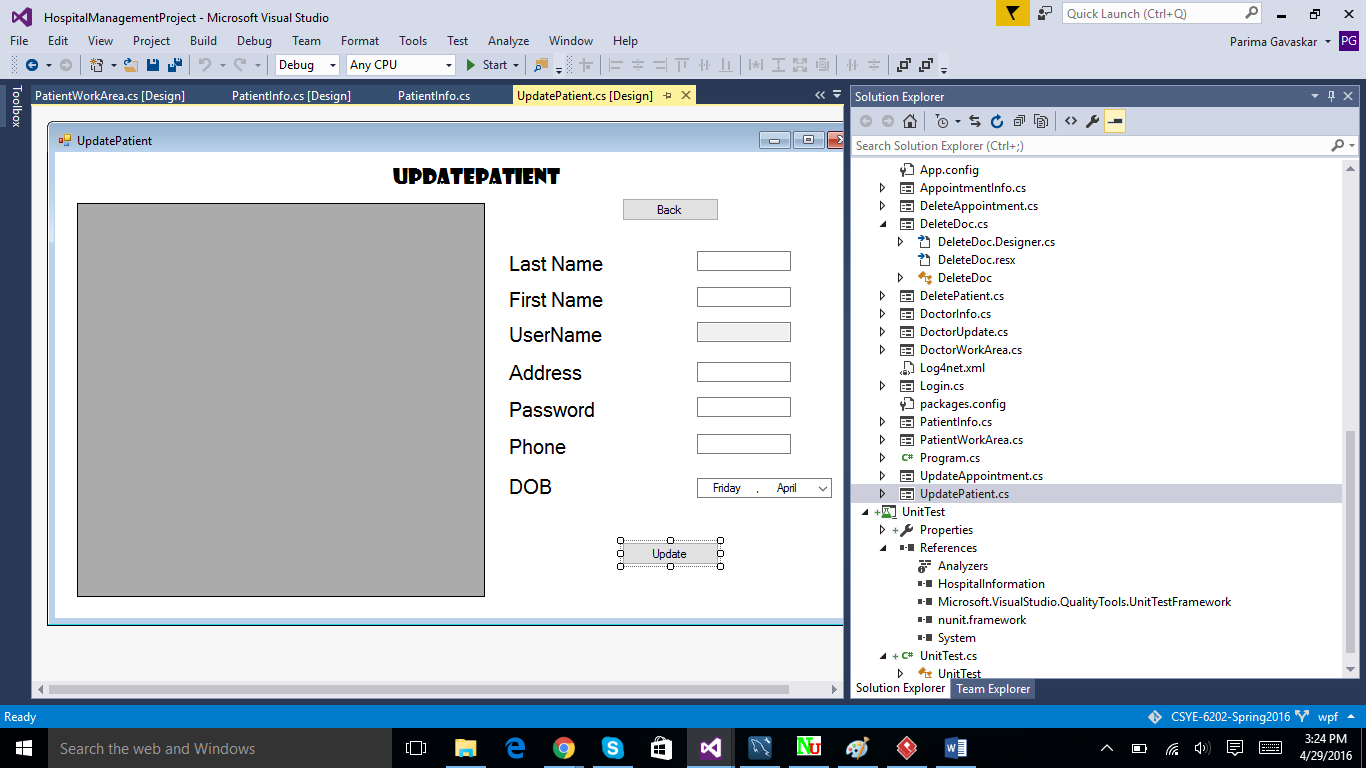 HospitalManagementProject - Microsoft Visual Studio
Quick Launch (Ctrl+Q)
File Edit View Project Build Debug Team Format Tools Test Analyze Window Help
Parima Gavaskar PG
Debug Any CPU Start
Toolbox
PatientWorkArea.cs [Design] PatientInfo.cs [Design] PatientInfo.cs UpdatePatient.cs [Design]
UpdatePatient
UPDATEPATIENT
Back
Last Name
First Name
UserName
Address
Password
Phone
DOB Friday , April
Update
Solution Explorer
Search Solution Explorer (Ctrl+;)
App.config
AppointmentInfo.cs
DeleteAppointment.cs
DeleteDoc.cs
DeleteDoc.Designer.cs
DeleteDoc.resx
DeleteDoc
DeletePatient.cs
DoctorInfo.cs
DoctorUpdate.cs
DoctorWorkArea.cs
Log4net.xml
Login.cs
packages.config
PatientInfo.cs
PatientWorkArea.cs
C# Program.cs
UpdateAppointment.cs
UpdatePatient.cs
UnitTest
Properties
References
Analyzers
HospitalInformation
Microsoft.VisualStudio.QualityTools.UnitTestFramework
nunit.framework
System
C# UnitTest.cs
UnitTest
Solution Explorer Team Explorer
Ready
CSYE-6202-Spring2016 wpf
Search the web and Windows
Nu
3:24 PM
4/29/2016